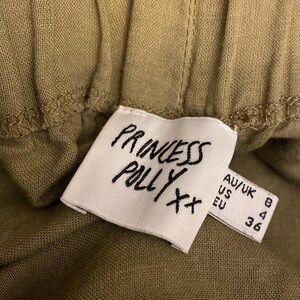 PRINCESS
POLLY
xx
AU/UK 8
US 4
EU 36